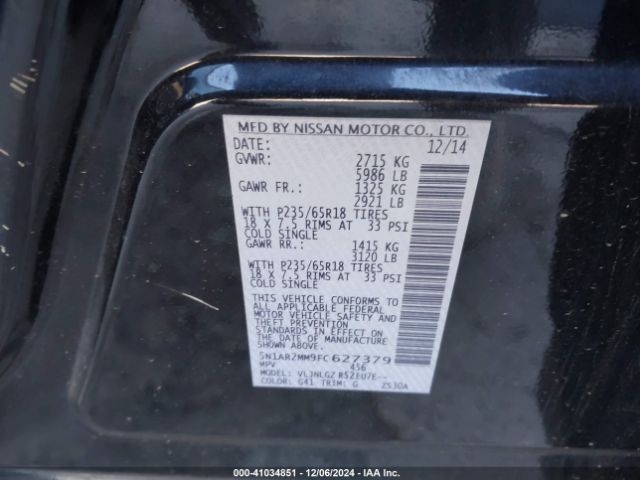 MFD BY NISSAN MOTOR CO., LTD.
DATE: 12/14
GVWR: 2715 KG
5986 LB
GAWR FR.: 1325 KG
2921 LB
WITH P235/65R18 TIRES
18 X 7.5 RIMS AT 33 PSI
COLD SINGLE
GAWR RR.: 1415 KG
3120 LB
WITH P235/65R18 TIRES
18 X 7.5 RIMS AT 33 PSI
COLD SINGLE
THIS VEHICLE CONFORMS TO
ALL APPLICABLE FEDERAL
MOTOR VEHICLE SAFETY AND
THEFT PREVENTION
STANDARDS IN EFFECT ON
THE DATE OF MANUFACTURE
SHOWN ABOVE.
5N1AR2MM9FC627379
MPV 456
MODEL: VLJNLGZ R52EU7E--
COLOR: G41 TRIM: G ZS30A
000-41034851 | 12/06/2024 | IAA Inc.